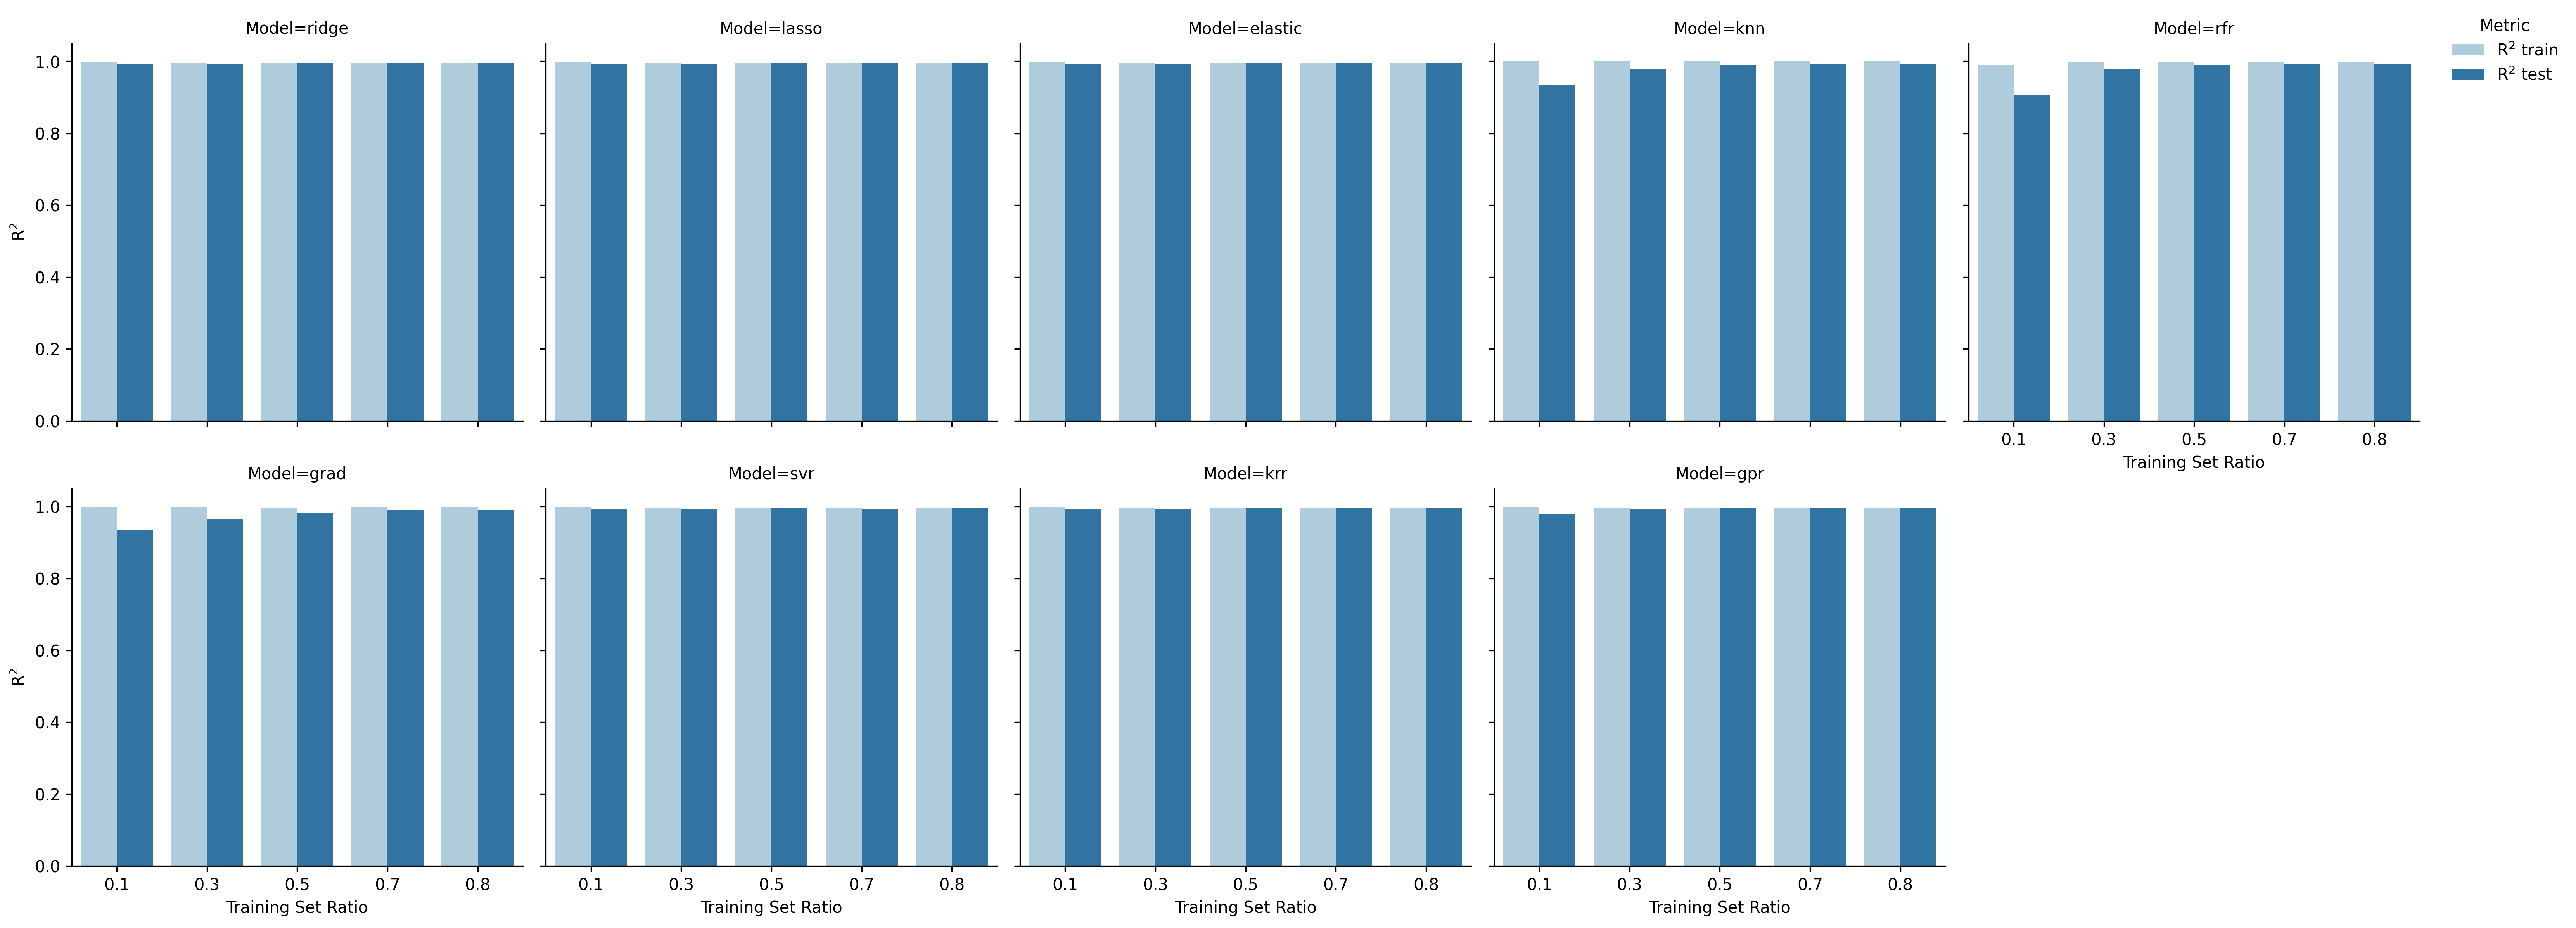 Model=ridge
Model=lasso
Model=elastic
Model=knn
Model=rfr
Metric
R² train
R² test
1.0
0.8
0.6
0.4
0.2
0.0
R²
0.1 0.3 0.5 0.7 0.8
Training Set Ratio
Model=grad
Model=svr
Model=krr
Model=gpr
1.0
0.8
0.6
0.4
0.2
0.0
R²
0.1 0.3 0.5 0.7 0.8
0.1 0.3 0.5 0.7 0.8
0.1 0.3 0.5 0.7 0.8
0.1 0.3 0.5 0.7 0.8
Training Set Ratio
Training Set Ratio
Training Set Ratio
Training Set Ratio